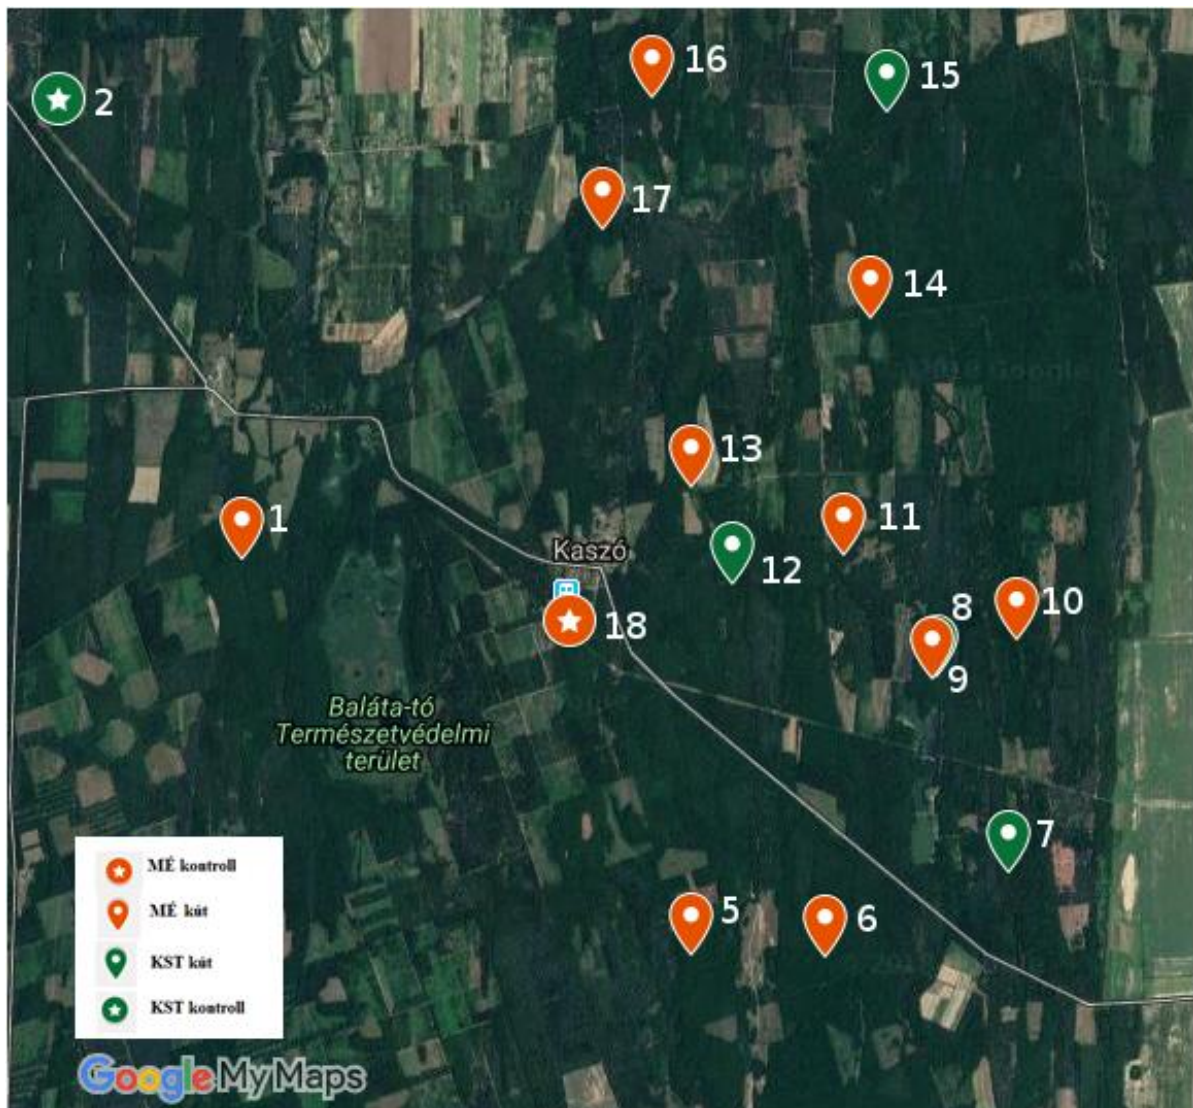 16
15
2
17
14
13
1
11
Kaszó
12
8
10
18
9
Baláta-tó
Természetvédelmi
terület
7
MÉ kontroll
MÉ kút
5
6
KST kút
KST kontroll
Google My Maps